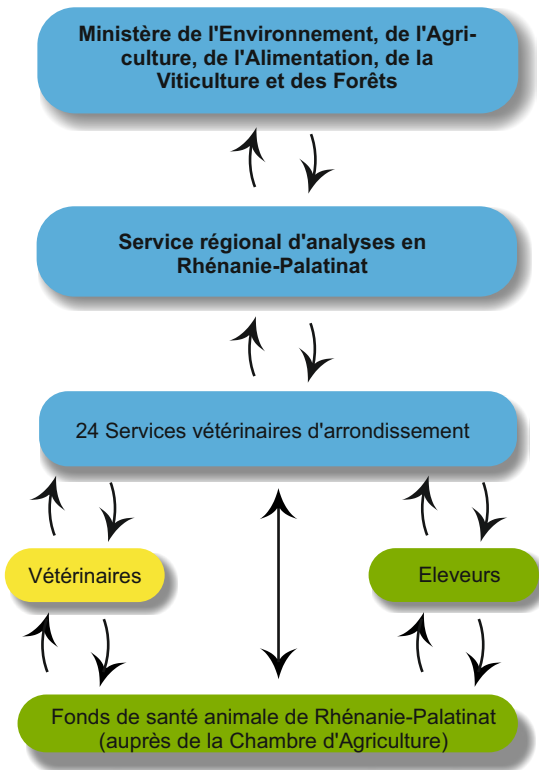 Ministère de l'Environnement, de l'Agri-
culture, de l'Alimentation, de la
Viticulture et des Forêts
Service régional d'analyses en
Rhénanie-Palatinat
24 Services vétérinaires d'arrondissement
Vétérinaires
Eleveurs
Fonds de santé animale de Rhénanie-Palatinat
(auprès de la Chambre d'Agriculture)